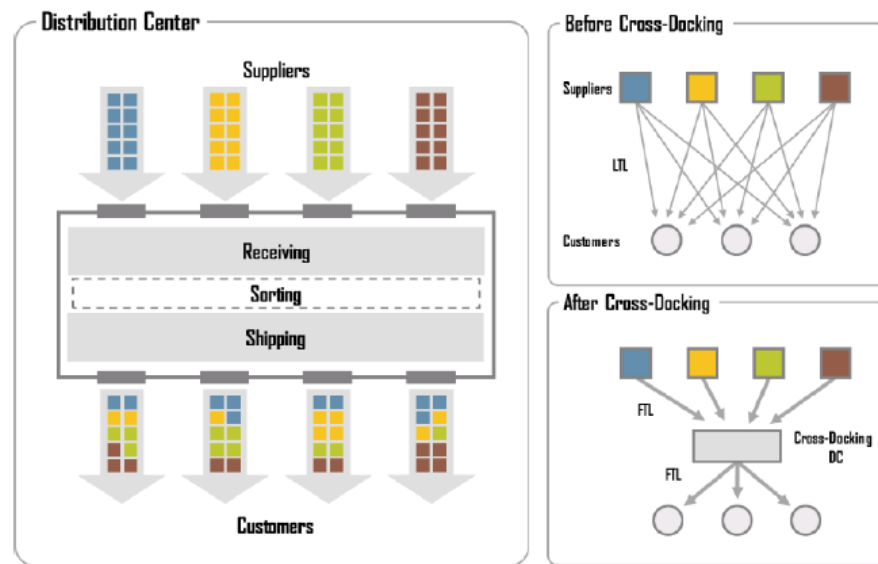 Distribution Center
Suppliers
Receiving
Sorting
Shipping
Customers
Before Cross-Docking
Suppliers
LTL
Customers
After Cross-Docking
FTL
Cross-Docking
DC
FTL